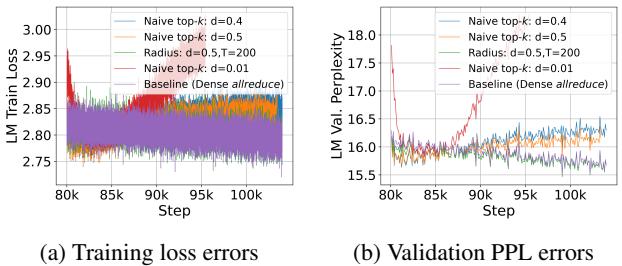 Naive top-k: d=0.4
Naive top-k: d=0.5
Radius: d=0.5,T=200
Naive top-k: d=0.01
Baseline (Dense allreduce)
LM Train Loss
3.00
2.95
2.90
2.85
2.80
2.75
80k 85k 90k 95k 100k
Step
(a) Training loss errors
Naive top-k: d=0.4
Naive top-k: d=0.5
Radius: d=0.5,T=200
Naive top-k: d=0.01
Baseline (Dense allreduce)
LM Val. Perplexity
18.0
17.5
17.0
16.5
16.0
15.5
80k 85k 90k 95k 100k
Step
(b) Validation PPL errors